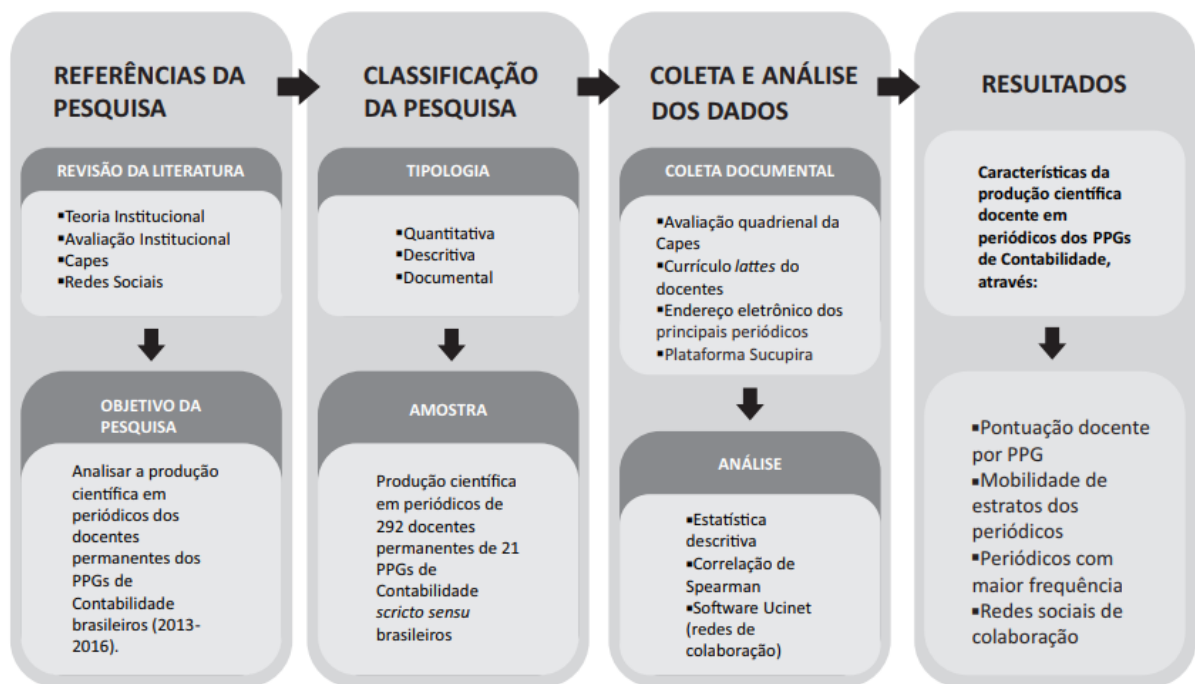 REFERÊNCIAS DA
PESQUISA
REVISÃO DA LITERATURA
▪Teoria Institucional
▪Avaliação Institucional
▪Capes
▪Redes Sociais
OBJETIVO DA
PESQUISA
Analisar a produção
científica em
periódicos dos
docentes
permanentes dos
PPGs de
Contabilidade
brasileiros (2013-
2016).
CLASSIFICAÇÃO
DA PESQUISA
TIPOLOGIA
▪Quantitativa
▪Descritiva
▪Documental
AMOSTRA
Produção científica
em periódicos de
292 docentes
permanentes de 21
PPGs de
Contabilidade
scricto sensu
brasileiros
COLETA E ANÁLISE
DOS DADOS
COLETA DOCUMENTAL
▪Avaliação quadrienal da
Capes
▪Currículo lattes do
docentes
▪Endereço eletrônico dos
principais periódicos
▪Plataforma Sucupira
ANÁLISE
▪Estatística
descritiva
▪Correlação de
Spearman
▪Software Ucinet
(redes de
colaboração)
RESULTADOS
Características da
produção científica
docente em
periódicos dos PPGs
de Contabilidade,
através:
▪Pontuação docente
por PPG
▪Mobilidade de
estratos dos
periódicos
▪Periódicos com
maior frequência
▪Redes sociais de
colaboração